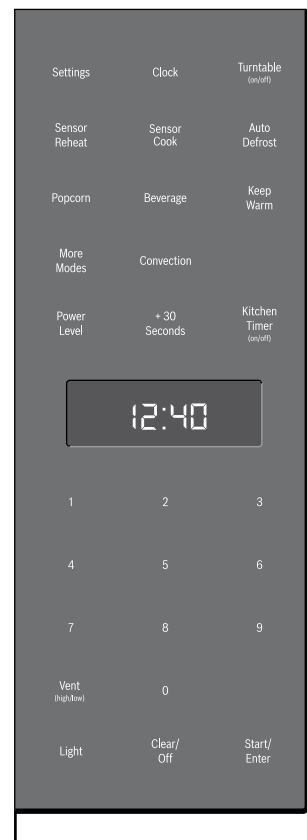 Settings Clock Turntable
(on/off)
Sensor Sensor Auto
Reheat Cook Defrost
Popcorn Beverage Keep
Warm
More
Modes Convection
Power + 30 Kitchen
Level Seconds Timer
(on/off)
12:40
1 2 3
4 5 6
7 8 9
Vent
(high/low) 0
Light Clear/ Start/
Off Enter